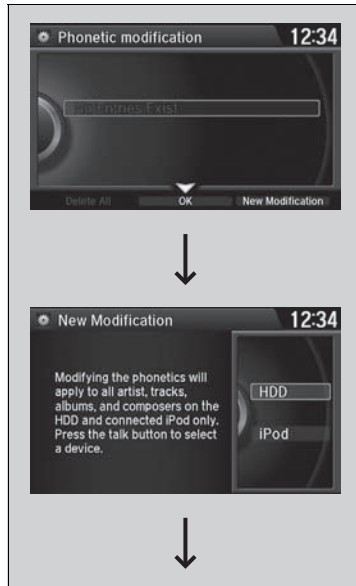 Phonetic modification 12:34
No Entries Exist
Delete All OK New Modification
New Modification 12:34
Modifying the phonetics will
apply to all artist, tracks,
albums, and composers on the
HDD and connected iPod only.
Press the talk button to select
a device.
HDD
iPod